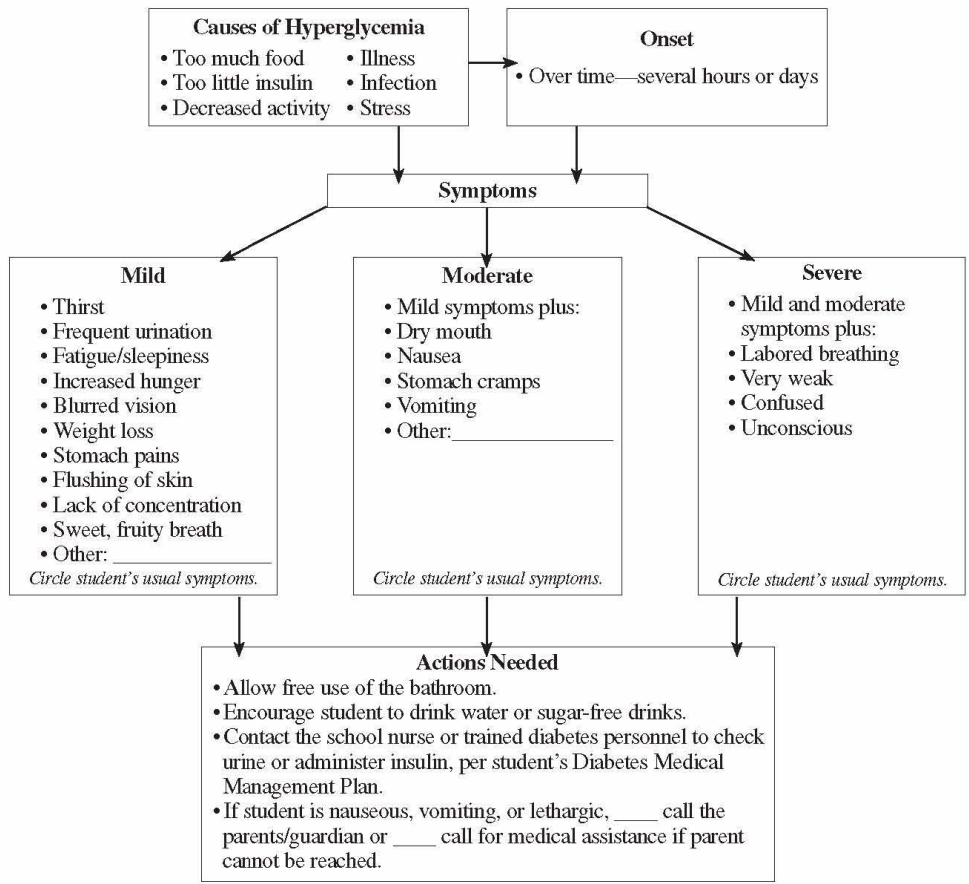 Causes of Hyperglycemia
• Too much food
• Too little insulin
• Decreased activity
• Illness
• Infection
• Stress
Onset
• Over time—several hours or days
Symptoms
Mild
• Thirst
• Frequent urination
• Fatigue/sleepiness
• Increased hunger
• Blurred vision
• Weight loss
• Stomach pains
• Flushing of skin
• Lack of concentration
• Sweet, fruity breath
• Other: ________________
Circle student’s usual symptoms.
Moderate
• Mild symptoms plus:
• Dry mouth
• Nausea
• Stomach cramps
• Vomiting
• Other:________________
Circle student’s usual symptoms.
Severe
• Mild and moderate
symptoms plus:
• Labored breathing
• Very weak
• Confused
• Unconscious
Circle student’s usual symptoms.
Actions Needed
• Allow free use of the bathroom.
• Encourage student to drink water or sugar-free drinks.
• Contact the school nurse or trained diabetes personnel to check
urine or administer insulin, per student’s Diabetes Medical
Management Plan.
• If student is nauseous, vomiting, or lethargic, ____ call the
parents/guardian or ____ call for medical assistance if parent
cannot be reached.